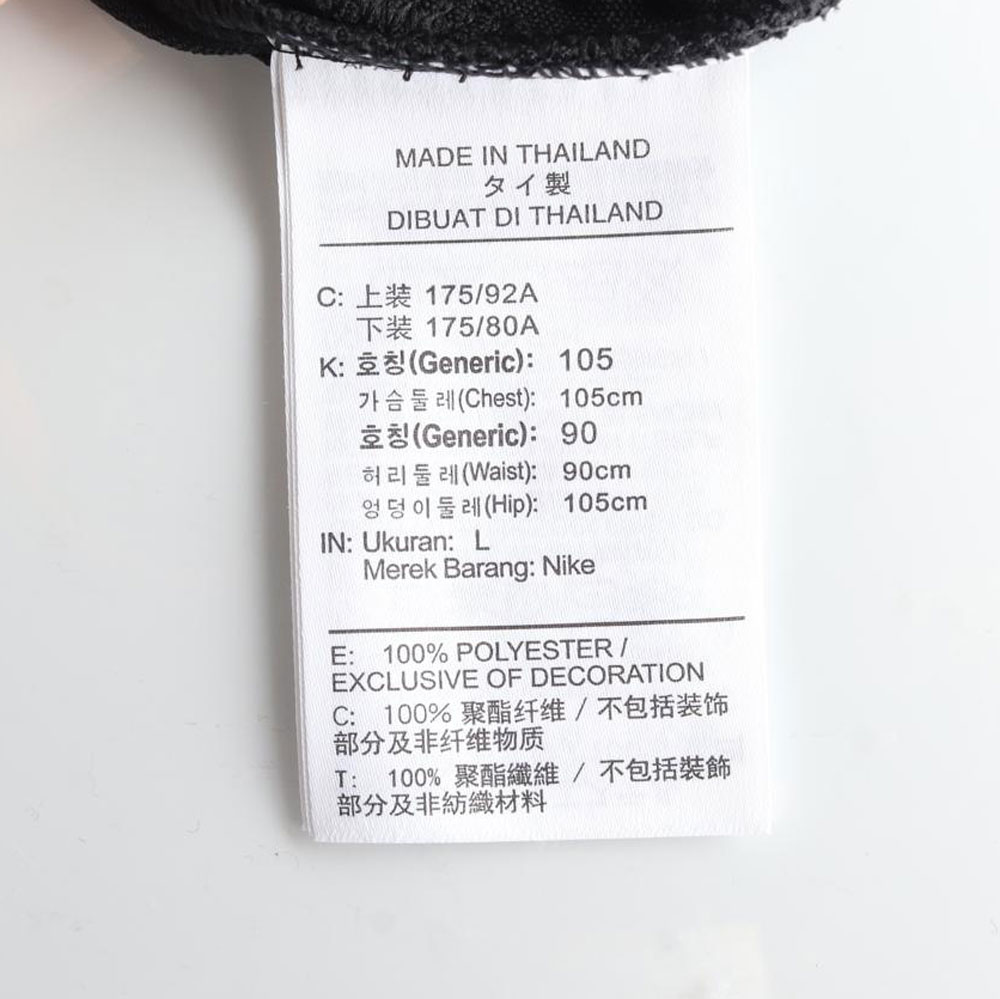 MADE IN THAILAND
タイ製
DIBUAT DI THAILAND
C: 上装 175/92A
下装 175/80A
K: 호칭(Generic): 105
가슴둘레(Chest): 105cm
호칭(Generic): 90
허리둘레(Waist): 90cm
엉덩이둘레(Hip): 105cm
IN: Ukuran: L
Merek Barang: Nike
E: 100% POLYESTER /
EXCLUSIVE OF DECORATION
C: 100% 聚酯纤维 / 不包括装饰
部分及非纤维物质
T: 100% 聚酯纖維 / 不包括裝飾
部分及非紡織材料